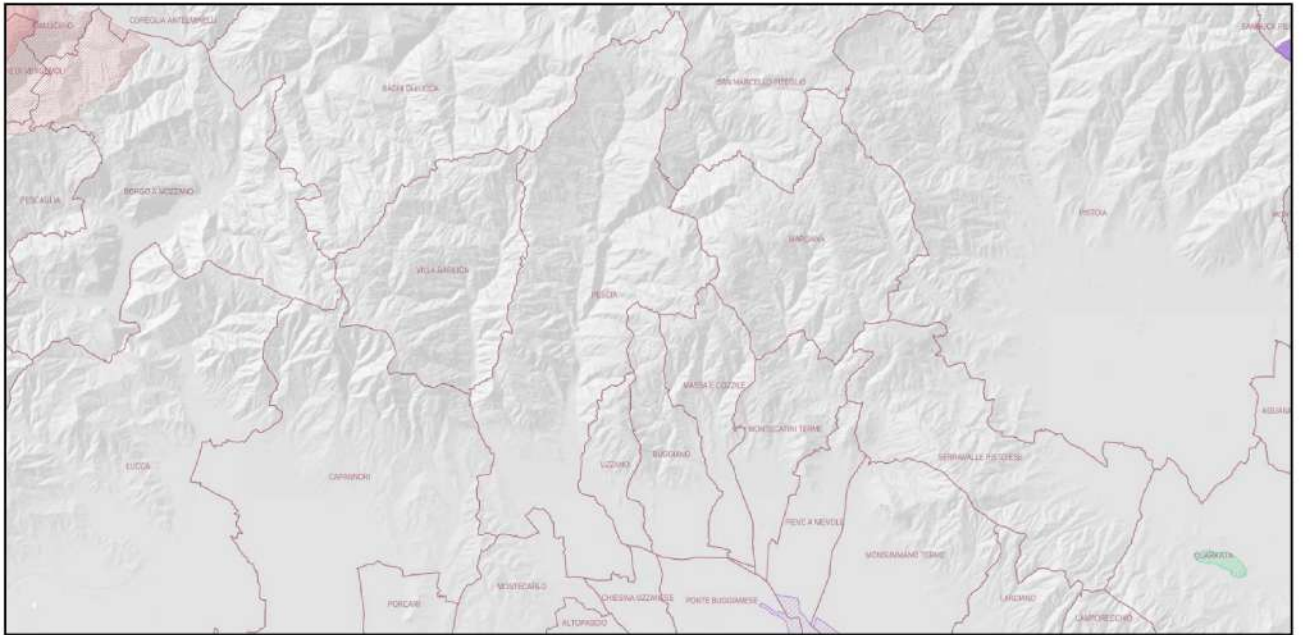 COREGLIA ANTELMINELLI
BAGNI DI LUCCA
SAN MARCELLO PITEGLIO
BORGO A MOZZANO
PESCAGLIA
PISTOIA
MARLIANA
VILLA BASILICA
PESCIA
MASSA E COZZILE
MONTECATINI TERME
BUGGIANO
UZZANO
SERRAVALLE PISTOIESE
LUCCA
CAPANNORI
PIEVE A NIEVOLE
MONSUMMANO TERME
QUARRATA
MONTECARLO
PORCARI
CHIESINA UZZANESE
PONTE BUGGIANESE
LARCIANO
LAMPORECCHIO
ALTOPASCIO